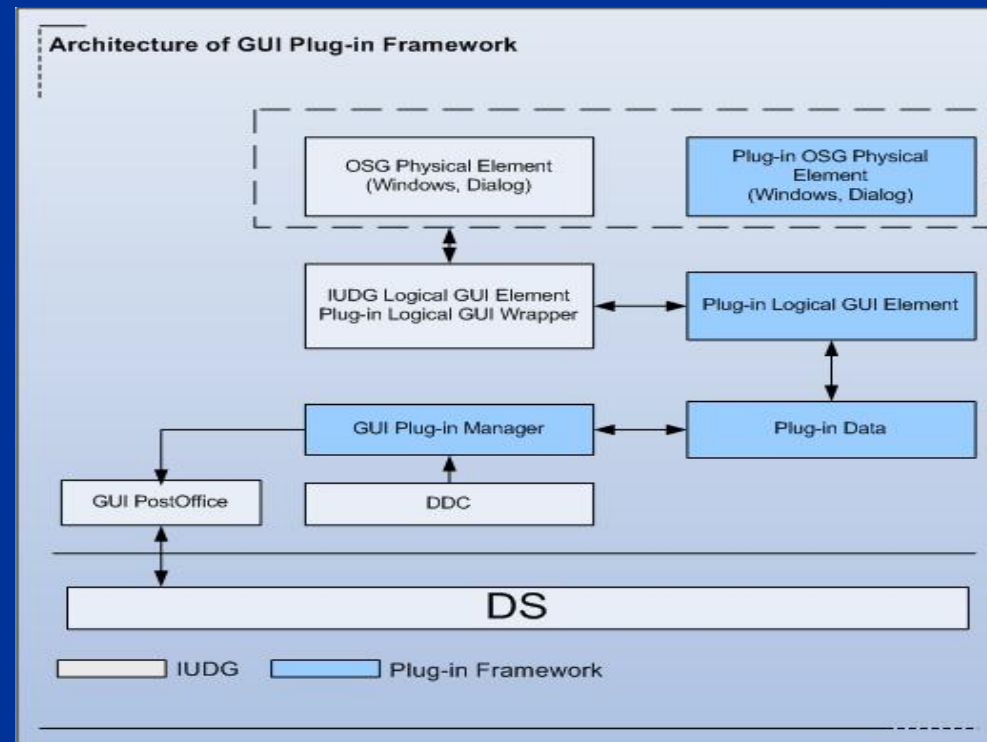 Architecture of GUI Plug-in Framework
OSG Physical Element
(Windows, Dialog)
Plug-in OSG Physical
Element
(Windows, Dialog)
IUDG Logical GUI Element
Plug-in Logical GUI Wrapper
Plug-in Logical GUI Element
GUI Plug-in Manager
Plug-in Data
GUI PostOffice
DDC
DS
IUDG
Plug-in Framework